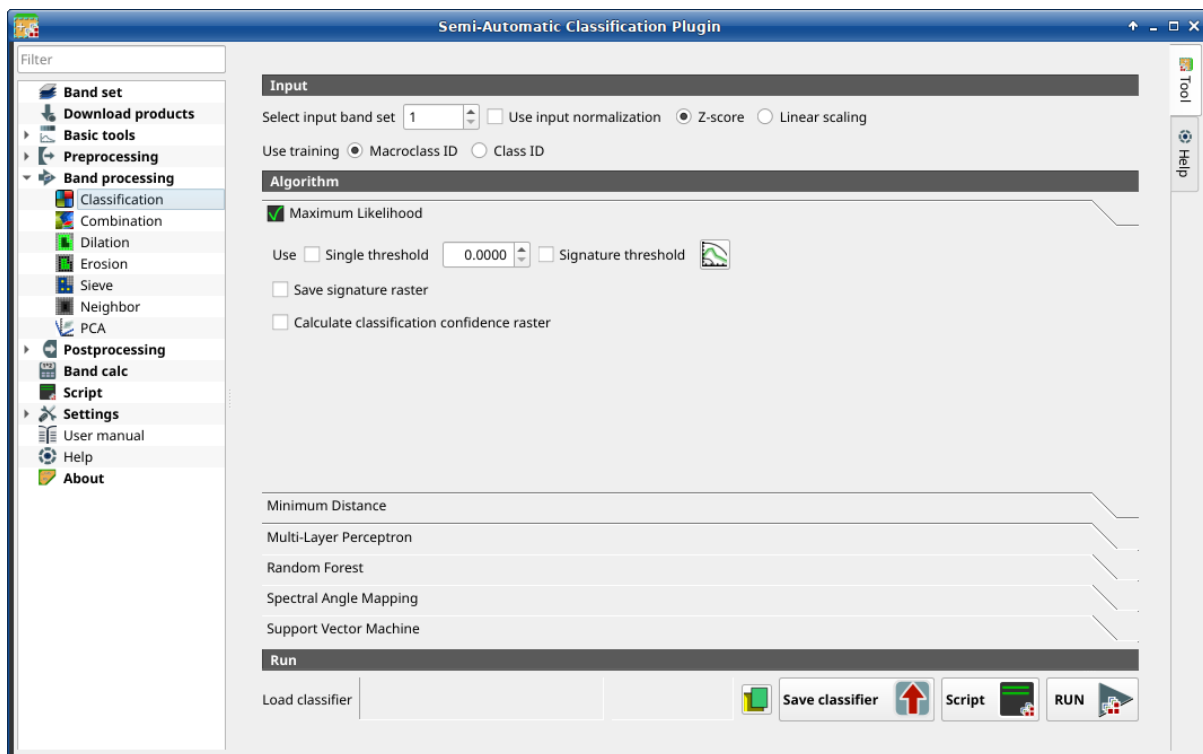 Semi-Automatic Classification Plugin
Filter
Band set
Download products
Basic tools
Preprocessing
Band processing
Classification
Combination
Dilation
Erosion
Sieve
Neighbor
PCA
Postprocessing
Band calc
Script
Settings
User manual
Help
About
Input
Select input band set 1 Use input normalization Z-score Linear scaling
Use training Macroclass ID Class ID
Algorithm
Maximum Likelihood
Use Single threshold 0.0000 Signature threshold
Save signature raster
Calculate classification confidence raster
Minimum Distance
Multi-Layer Perceptron
Random Forest
Spectral Angle Mapping
Support Vector Machine
Run
Load classifier Save classifier Script RUN
Tool
Help